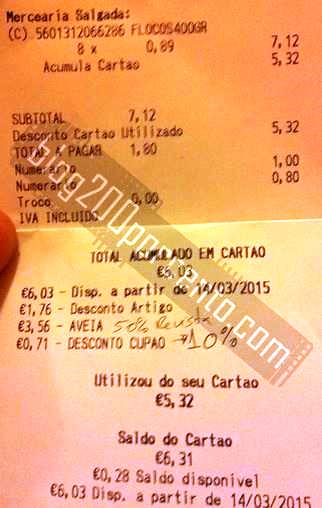 Mercearia Salgada:
(C) 5601312066286 FLOCOS400GR
8 x 0,89 7,12
Acumula Cartao 5,32
SUBTOTAL 7,12
Desconto Cartao Utilizado 5,32
TOTAL A PAGAR 1,80
Numerario 1,00
Numerario 0,80
Troco 0,00
IVA INCLUIDO
TOTAL ACUMULADO EM CARTAO
€6,03
€6,03 - Disp. a partir de 14/03/2015
€1,76 - Desconto Artigo
€3,56 - AVEIA 50% Revista
€0,71 - DESCONTO CUPAO → 10%
Utilizou do seu Cartao
€5,32
Saldo do Cartao
€6,31
€0,28 Saldo disponivel
€6,03 Disp. a partir de 14/03/2015